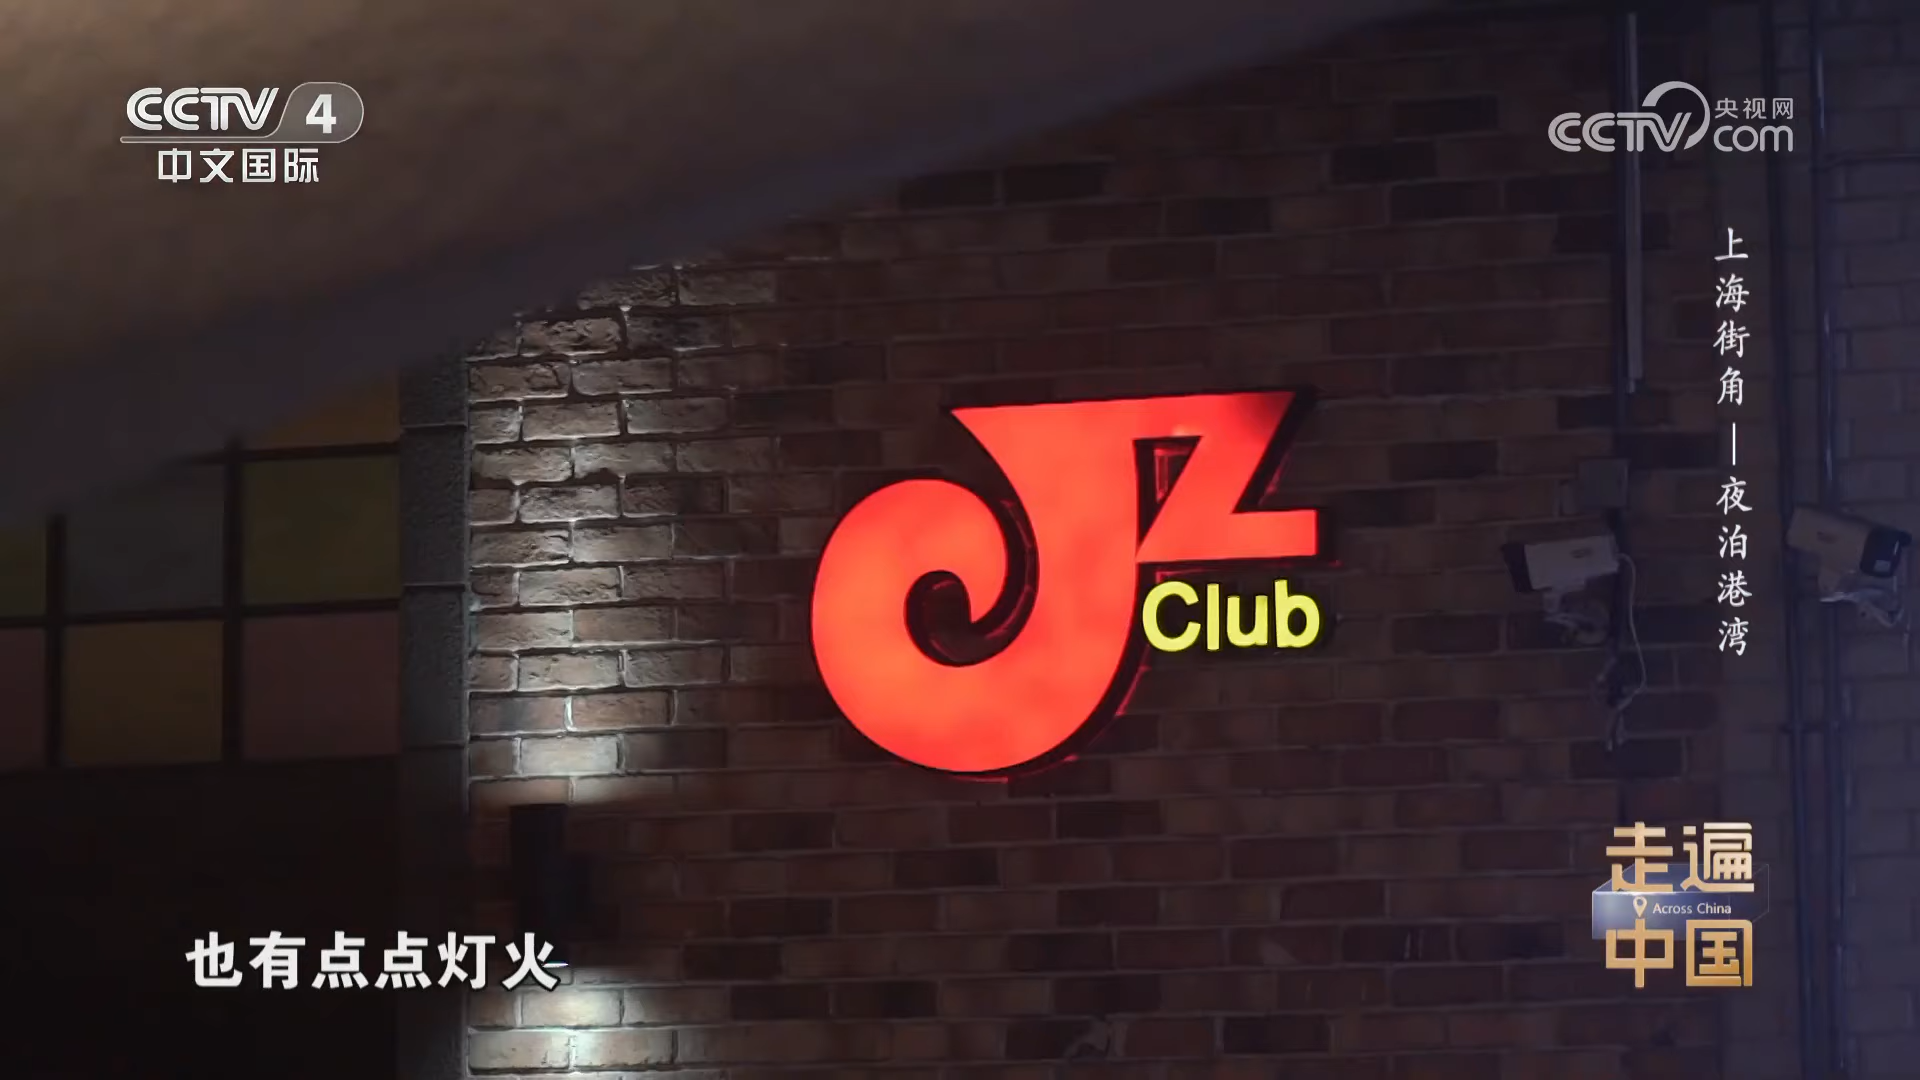 CCTV 4
中文国际
央视网
CCTV.com
上海街角—夜泊港湾
JZ
Club
走遍
Across China
中国
也有点点灯火